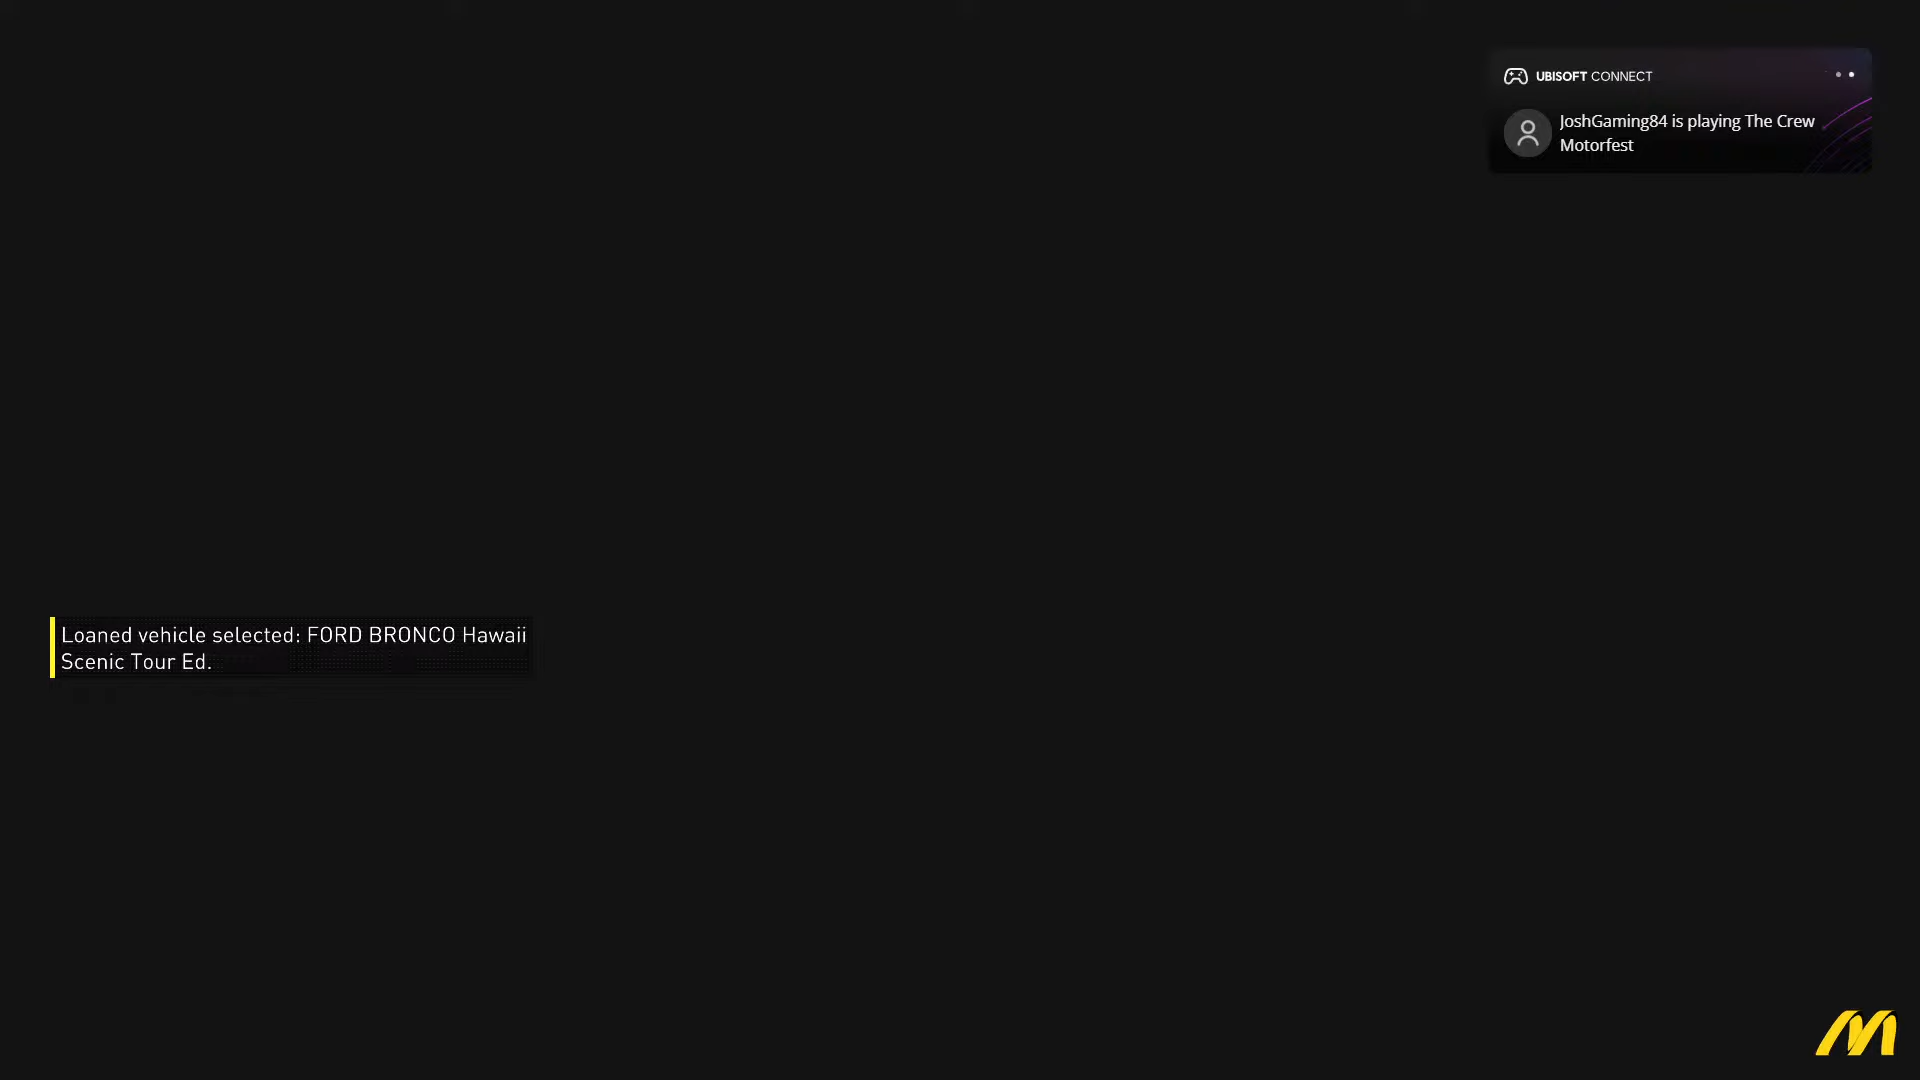 UBISOFT CONNECT
JoshGaming84 is playing The Crew
Motorfest
Loaned vehicle selected: FORD BRONCO Hawaii
Scenic Tour Ed.